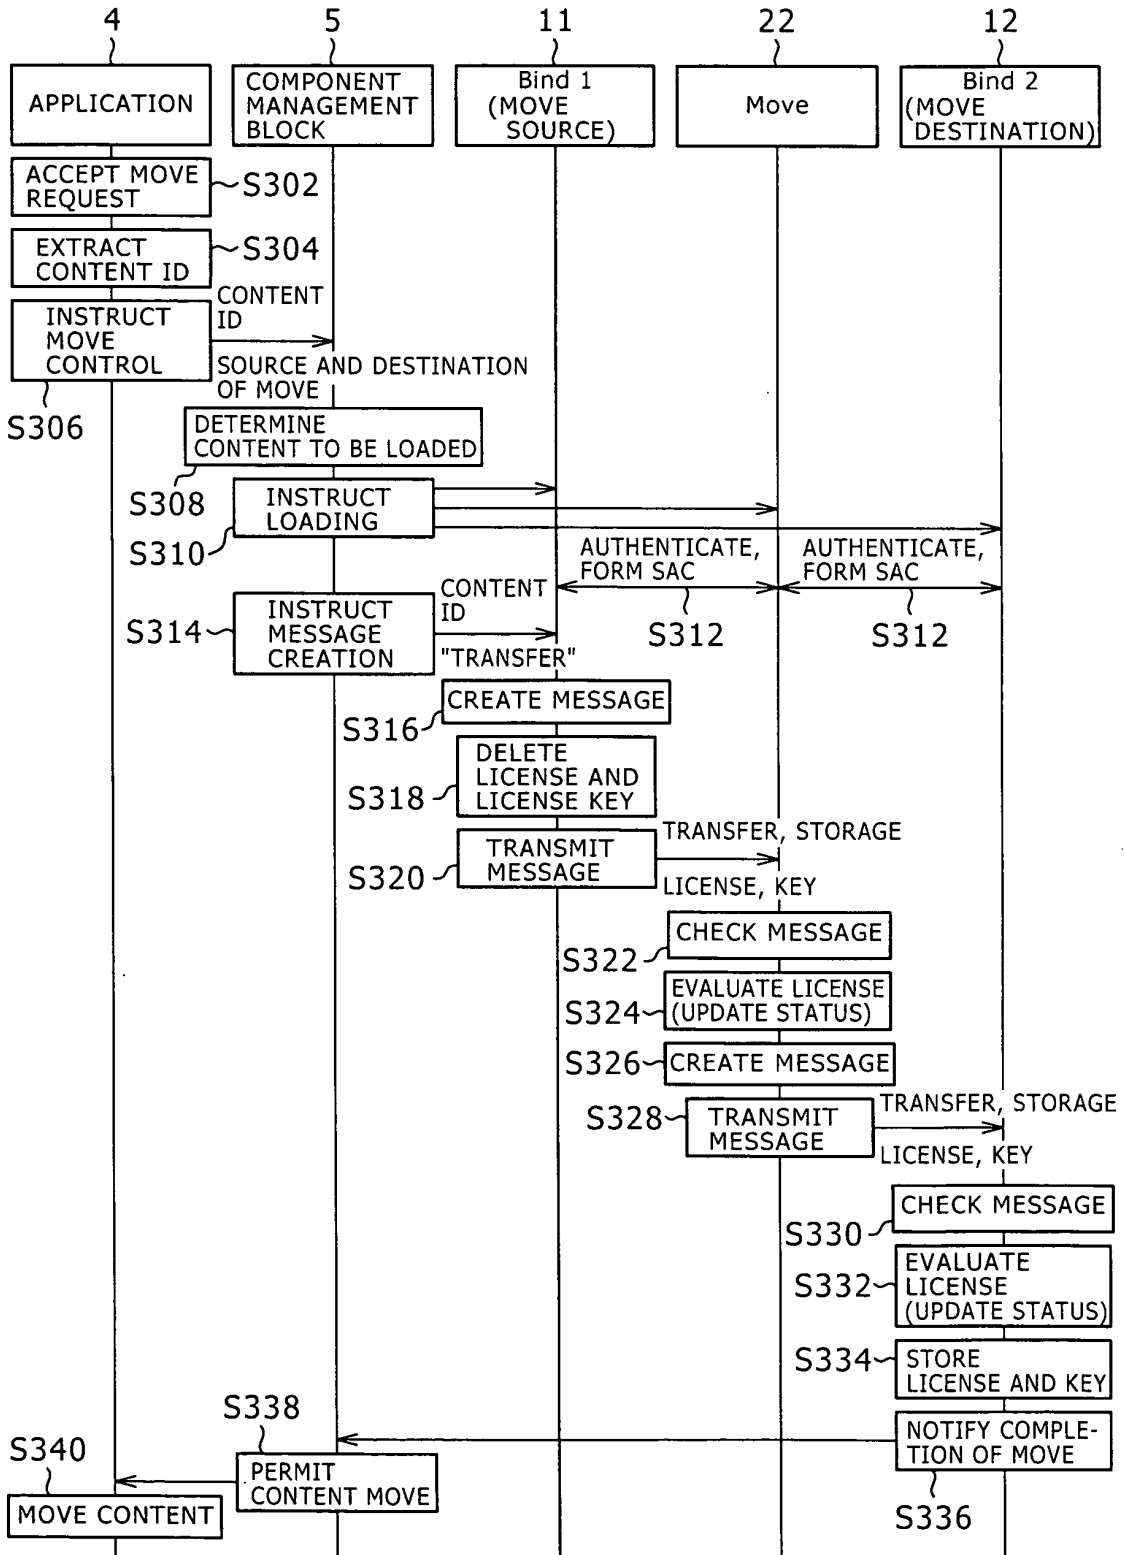 4
5
11
22
12
APPLICATION
COMPONENT
MANAGEMENT
BLOCK
Bind 1
(MOVE
SOURCE)
Move
Bind 2
(MOVE
DESTINATION)
ACCEPT MOVE
REQUEST
S302
EXTRACT
CONTENT ID
S304
INSTRUCT
MOVE
CONTROL
S306
CONTENT
ID
SOURCE AND DESTINATION
OF MOVE
DETERMINE
CONTENT TO BE LOADED
S308
INSTRUCT
LOADING
S310
AUTHENTICATE,
FORM SAC
S312
AUTHENTICATE,
FORM SAC
S312
INSTRUCT
MESSAGE
CREATION
S314
CONTENT
ID
"TRANSFER"
CREATE MESSAGE
S316
DELETE
LICENSE AND
LICENSE KEY
S318
TRANSMIT
MESSAGE
S320
TRANSFER, STORAGE
LICENSE, KEY
CHECK MESSAGE
S322
EVALUATE LICENSE
(UPDATE STATUS)
S324
CREATE MESSAGE
S326
TRANSMIT
MESSAGE
S328
TRANSFER, STORAGE
LICENSE, KEY
CHECK MESSAGE
S330
EVALUATE
LICENSE
(UPDATE STATUS)
S332
STORE
LICENSE AND KEY
S334
NOTIFY COMPLE-
TION OF MOVE
S336
S338
PERMIT
CONTENT MOVE
S340
MOVE CONTENT